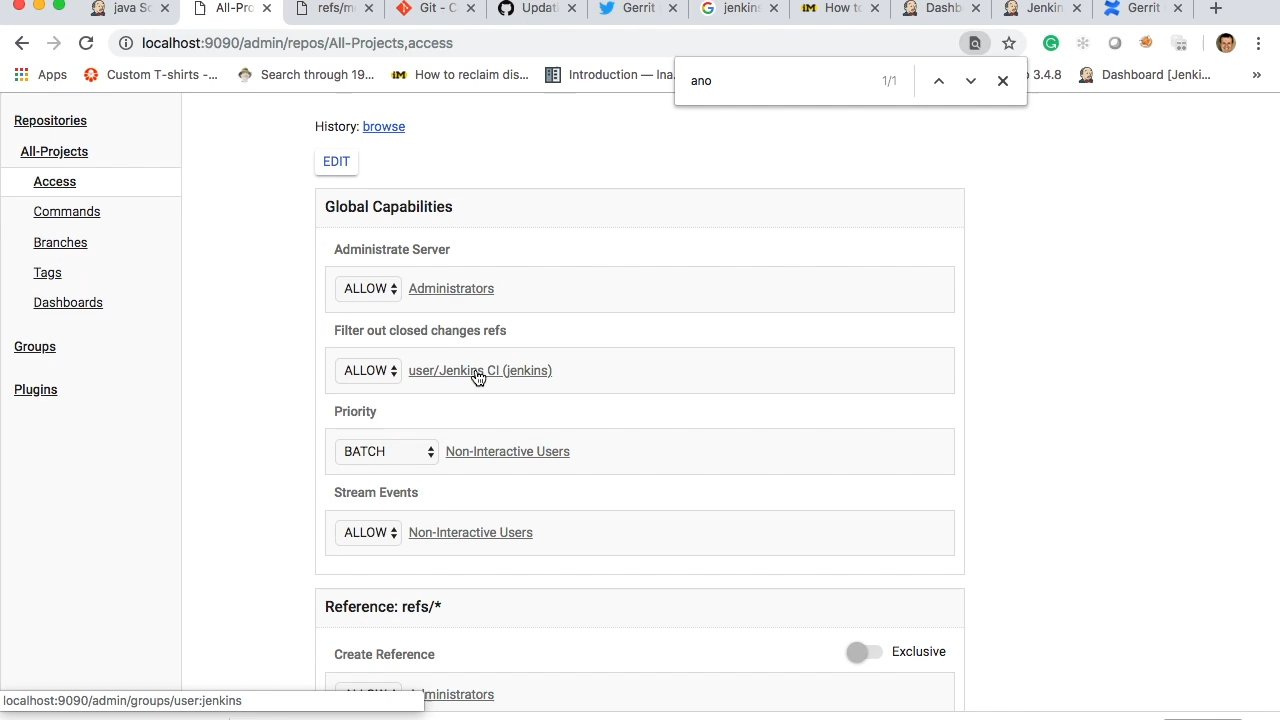 java Sc All-Pro refs/m Git - C Updati Gerrit jenkins How to Dashb Jenkin Gerrit
localhost:9090/admin/repos/All-Projects,access
Apps Custom T-shirts -... Search through 19... How to reclaim dis... Introduction — Ina 3.4.8 Dashboard [Jenki... »
ano 1/1
Repositories
All-Projects
Access
Commands
Branches
Tags
Dashboards
Groups
Plugins
History: browse
EDIT
Global Capabilities
Administrate Server
ALLOW Administrators
Filter out closed changes refs
ALLOW user/Jenkins CI (jenkins)
Priority
BATCH Non-Interactive Users
Stream Events
ALLOW Non-Interactive Users
Reference: refs/*
Create Reference Exclusive
ministrators
localhost:9090/admin/groups/user:jenkins